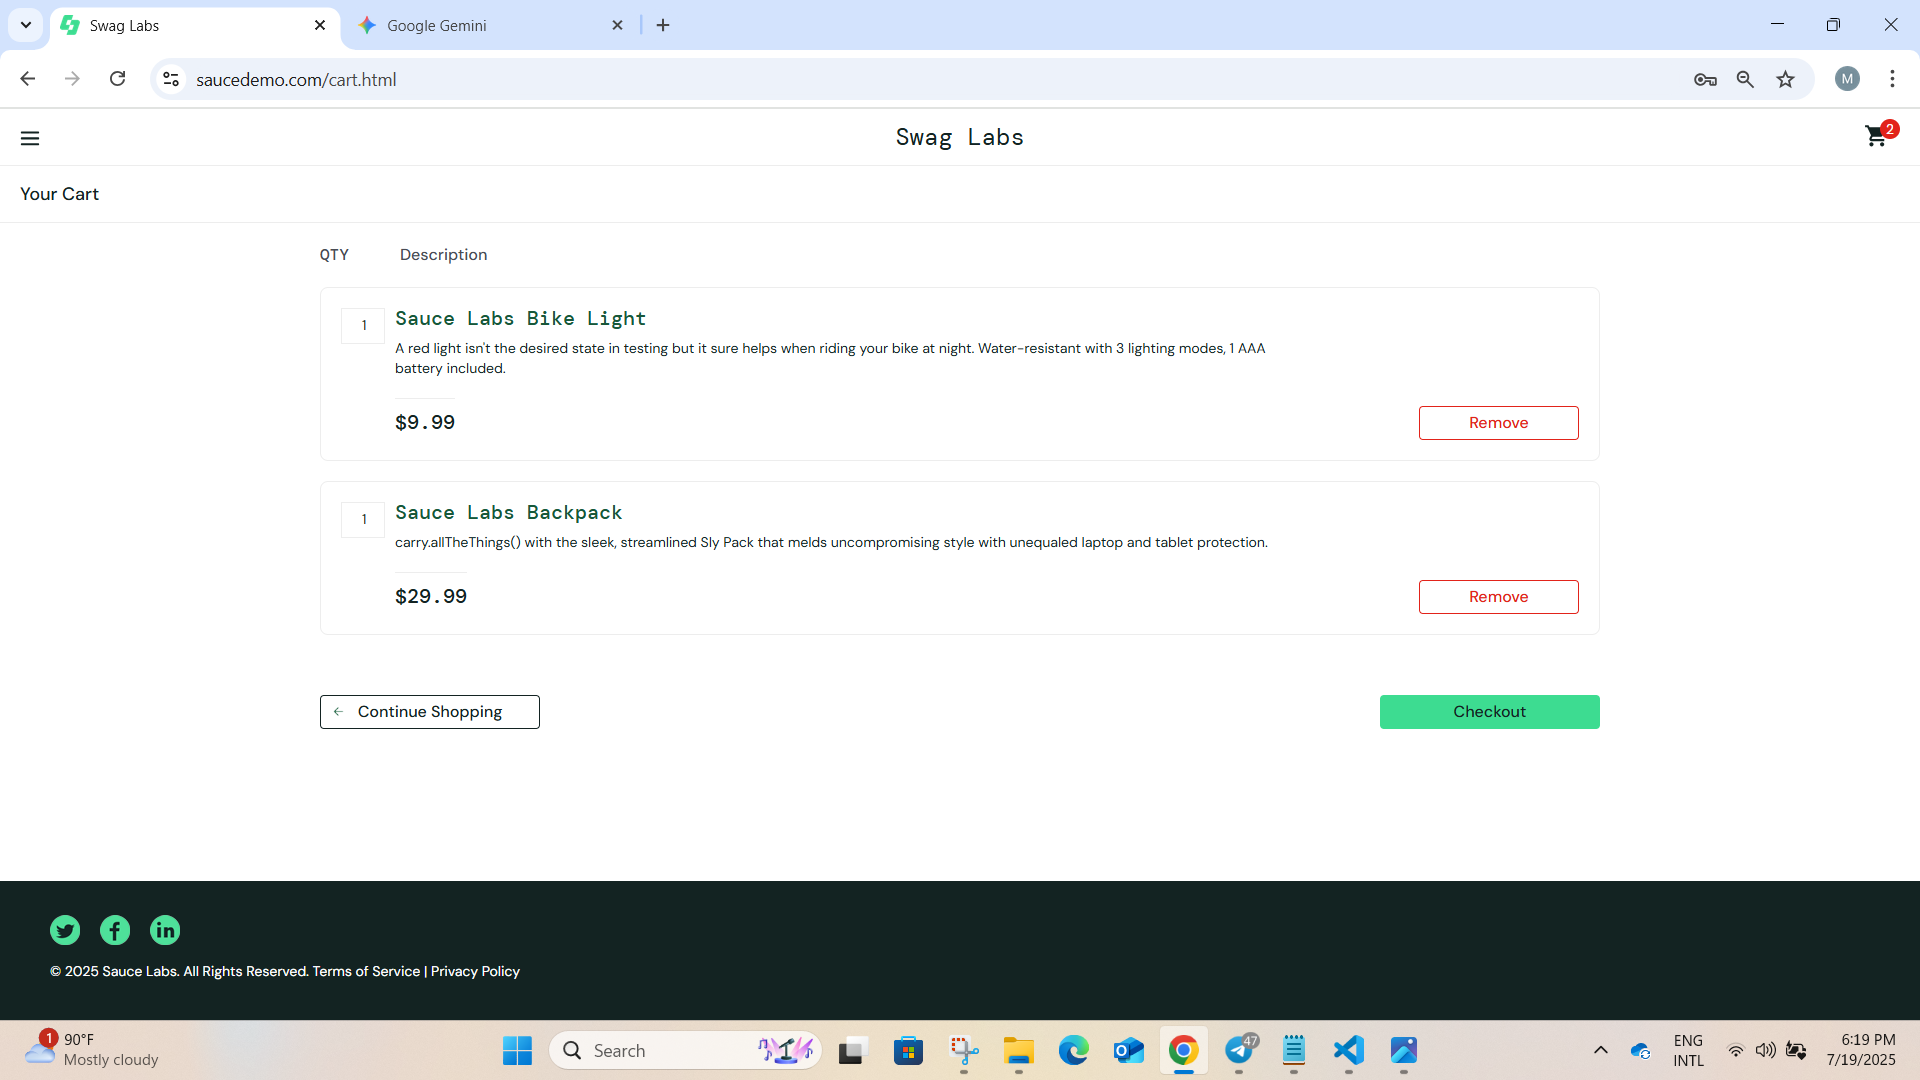 Swag Labs
Google Gemini
saucedemo.com/cart.html
M
Swag Labs
2
Your Cart
QTY Description
1 Sauce Labs Bike Light
A red light isn't the desired state in testing but it sure helps when riding your bike at night. Water-resistant with 3 lighting modes, 1 AAA
battery included.
$9.99
Remove
1 Sauce Labs Backpack
carry.allTheThings() with the sleek, streamlined Sly Pack that melds uncompromising style with unequaled laptop and tablet protection.
$29.99
Remove
Continue Shopping
Checkout
© 2025 Sauce Labs. All Rights Reserved. Terms of Service | Privacy Policy
1
90°F
Mostly cloudy
Search
47
ENG
INTL
6:19 PM
7/19/2025